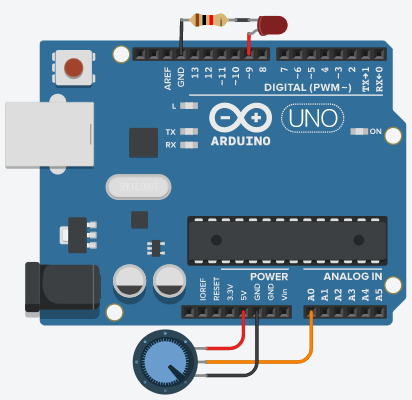 AREF
GND
13
12
~11
~10
~9
8
7
~6
~5
4
~3
2
TX→1
RX←0
DIGITAL (PWM~)
L
TX
RX
ARDUINO
UNO
ON
POWER
ANALOG IN
IOREF
RESET
3.3V
5V
GND
GND
Vin
A0
A1
A2
A3
A4
A5